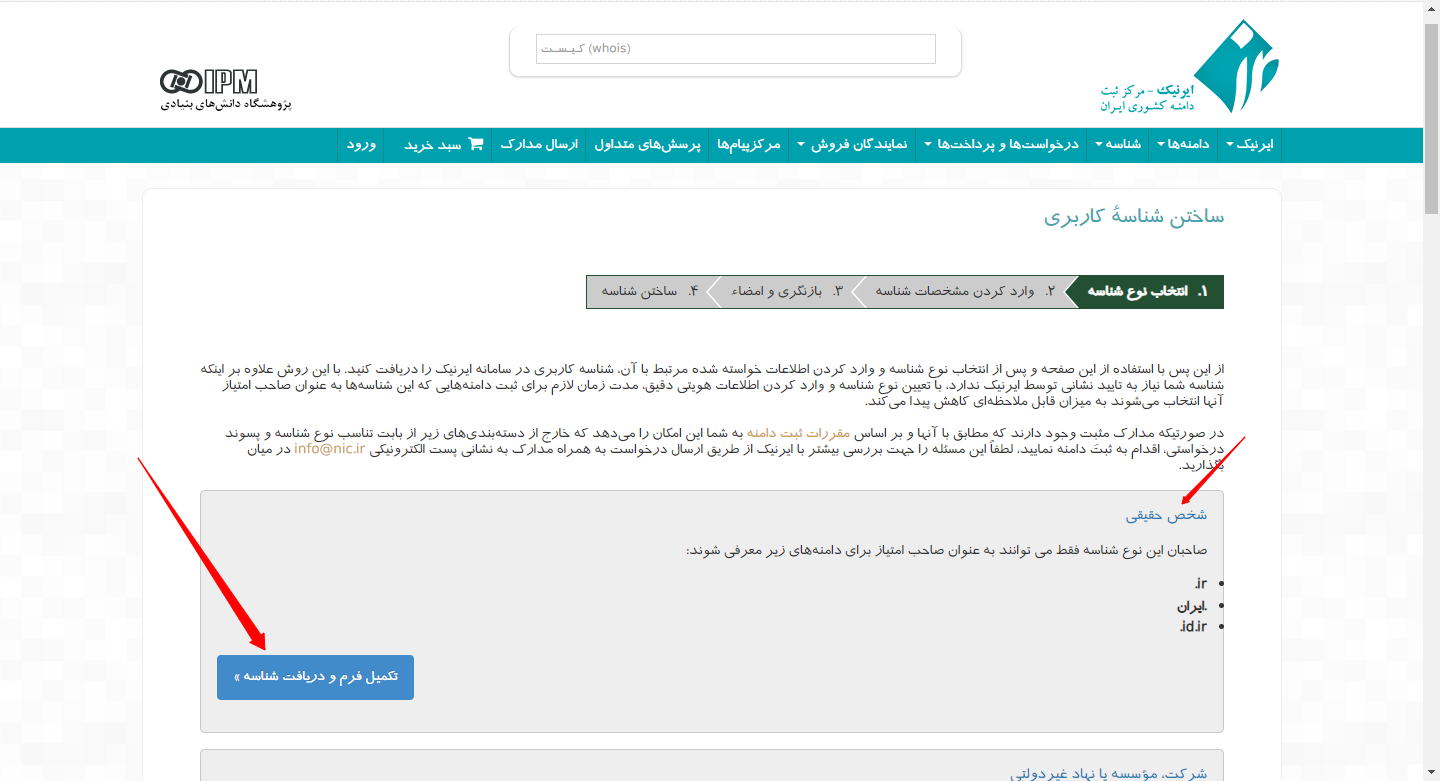 کـیـسـت (whois)
ایرنیک - مرکز ثبت
دامنه کشوری ایران
IPM
پژوهشگاه دانش‌های بنیادی
ایرنیک
دامنه‌ها
شناسه
درخواست‌ها و پرداخت‌ها
نمایندگان فروش
مرکزپیام‌ها
پرسش‌های متداول
ارسال مدارک
سبد خرید
ورود
ساختن شناسهٔ کاربری
۱. انتخاب نوع شناسه
۲. وارد کردن مشخصات شناسه
۳. بازنگری و امضاء
۴. ساختن شناسه
از این پس با استفاده از این صفحه و پس از انتخاب نوع شناسه و وارد کردن اطلاعات خواسته شده مرتبط با آن، شناسه کاربری در سامانه ایرنیک را دریافت کنید. با این روش علاوه بر اینکه
شناسه شما نیاز به تایید نشانی توسط ایرنیک ندارد، با تعیین نوع شناسه و وارد کردن اطلاعات هویتی دقیق، مدت زمان لازم برای ثبت دامنه‌هایی که این شناسه‌ها به عنوان صاحب امتیاز
آنها انتخاب می‌شوند به میزان قابل ملاحظه‌ای کاهش پیدا می‌کند.
در صورتیکه مدارک مثبت وجود دارند که مطابق با آنها و بر اساس مقررات ثبت دامنه به شما این امکان را می‌دهد که خارج از دسته‌بندی‌های زیر از بابت تناسب نوع شناسه و پسوند
درخواستی، اقدام به ثبت دامنه نمایید، لطفاً این مسئله را جهت بررسی بیشتر با ایرنیک از طریق ارسال درخواست به همراه مدارک به نشانی پست الکترونیکی info@nic.ir در میان
بگذارید.
شخص حقیقی
صاحبان این نوع شناسه فقط می توانند به عنوان صاحب امتیاز برای دامنه‌های زیر معرفی شوند:
.ir
.ایران
.id.ir
تکمیل فرم و دریافت شناسه »
شرکت، مؤسسه یا نهاد غیردولتی